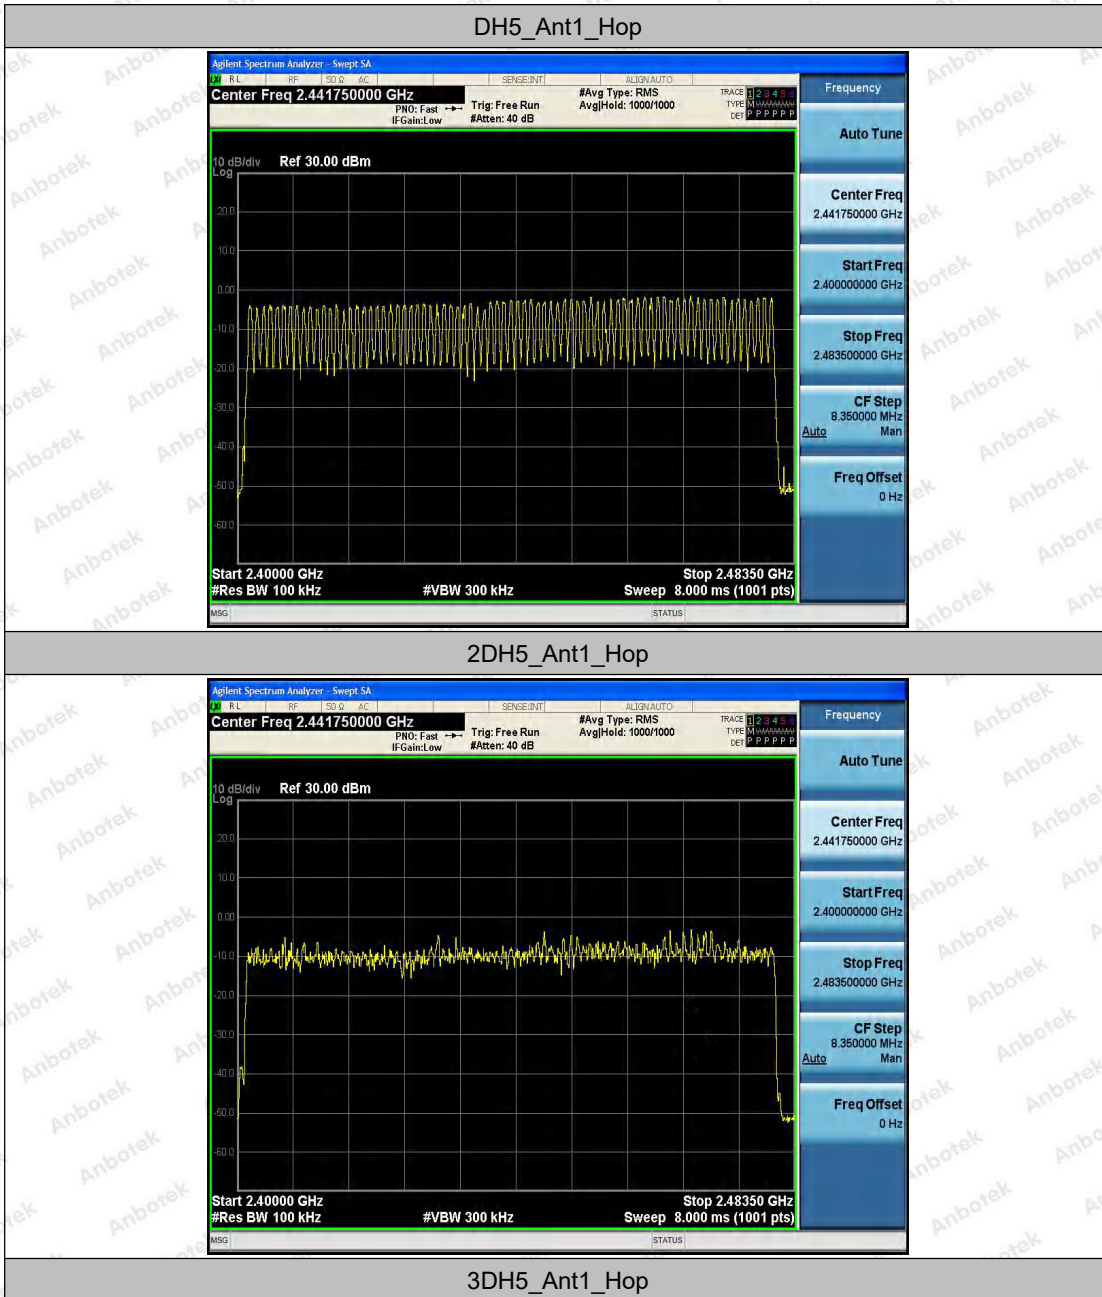 DH5_Ant1_Hop
Agilent Spectrum Analyzer - Swept SA
RL RF 50 Ω AC SENSE:INT ALIGN AUTO
Center Freq 2.441750000 GHz
PNO: Fast
IFGain:Low
Trig: Free Run
#Atten: 40 dB
#Avg Type: RMS
Avg|Hold: 1000/1000
TRACE 1 2 3 4 5 6
TYPE M
DET P P P P P P
10 dB/div Ref 30.00 dBm
Log
20.0
10.0
0.00
-10.0
-20.0
-30.0
-40.0
-50.0
-60.0
Start 2.40000 GHz Stop 2.48350 GHz
#Res BW 100 kHz #VBW 300 kHz Sweep 8.000 ms (1001 pts)
MSG STATUS
Frequency
Auto Tune
Center Freq
2.441750000 GHz
Start Freq
2.400000000 GHz
Stop Freq
2.483500000 GHz
CF Step
8.350000 MHz
Auto Man
Freq Offset
0 Hz
2DH5_Ant1_Hop
Agilent Spectrum Analyzer - Swept SA
RL RF 50 Ω AC SENSE:INT ALIGN AUTO
Center Freq 2.441750000 GHz
PNO: Fast
IFGain:Low
Trig: Free Run
#Atten: 40 dB
#Avg Type: RMS
Avg|Hold: 1000/1000
TRACE 1 2 3 4 5 6
TYPE M
DET P P P P P P
10 dB/div Ref 30.00 dBm
Log
20.0
10.0
0.00
-10.0
-20.0
-30.0
-40.0
-50.0
-60.0
Start 2.40000 GHz Stop 2.48350 GHz
#Res BW 100 kHz #VBW 300 kHz Sweep 8.000 ms (1001 pts)
MSG STATUS
Frequency
Auto Tune
Center Freq
2.441750000 GHz
Start Freq
2.400000000 GHz
Stop Freq
2.483500000 GHz
CF Step
8.350000 MHz
Auto Man
Freq Offset
0 Hz
3DH5_Ant1_Hop